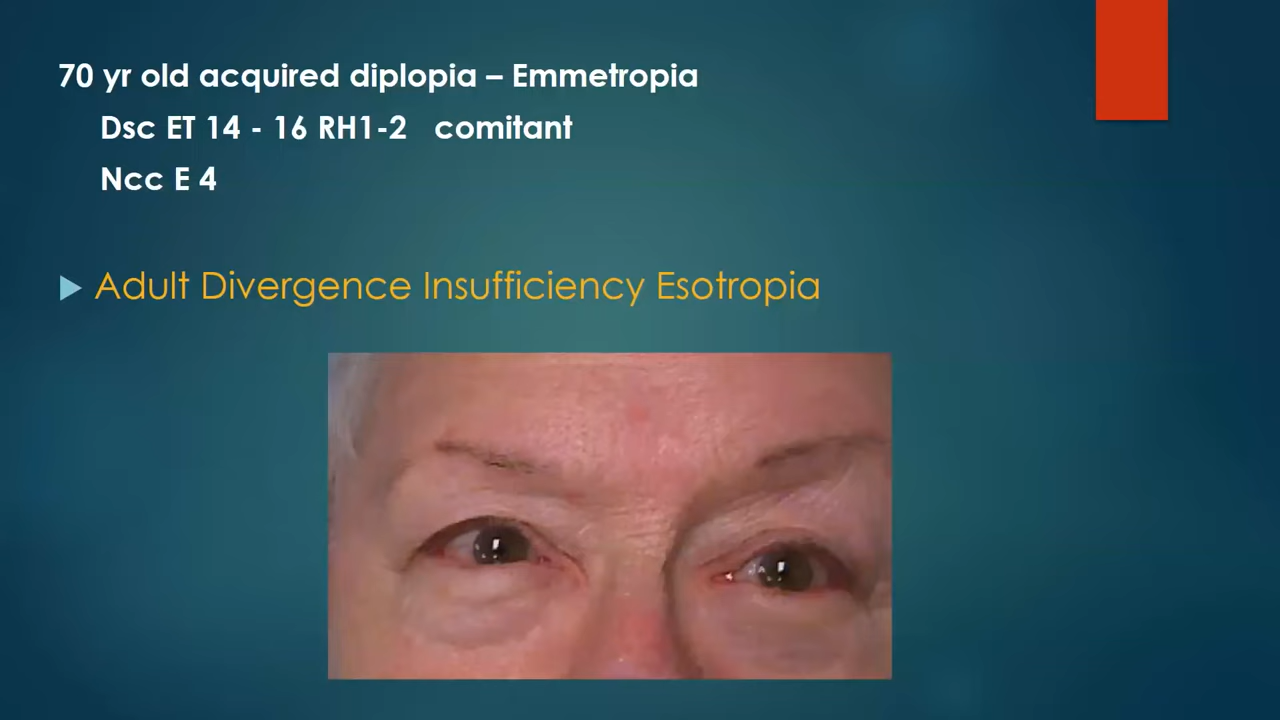 70 yr old acquired diplopia – Emmetropia
Dsc ET 14 - 16 RH1-2 comitant
Ncc E 4
Adult Divergence Insufficiency Esotropia